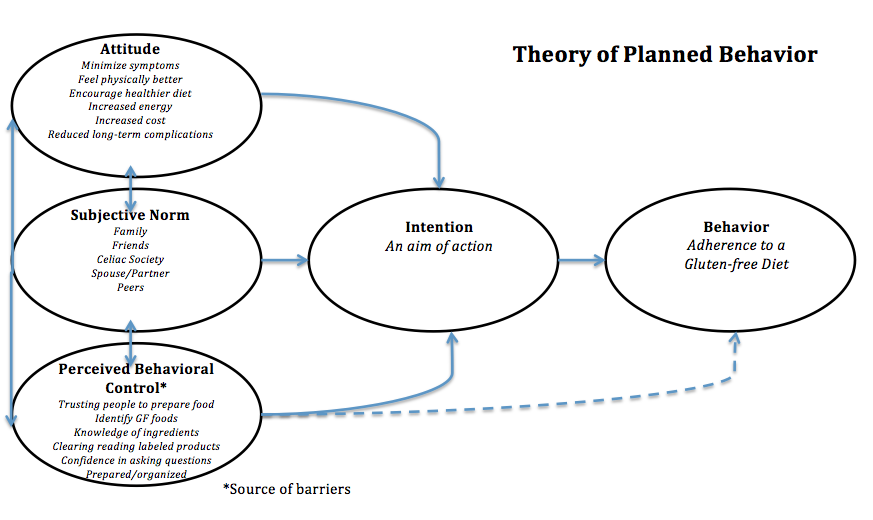 Theory of Planned Behavior
Attitude
Minimize symptoms
Feel physically better
Encourage healthier diet
Increased energy
Increased cost
Reduced long-term complications
Subjective Norm
Family
Friends
Celiac Society
Spouse/Partner
Peers
Perceived Behavioral
Control*
Trusting people to prepare food
Identify GF foods
Knowledge of ingredients
Clearing reading labeled products
Confidence in asking questions
Prepared/organized
Intention
An aim of action
Behavior
Adherence to a
Gluten-free Diet
*Source of barriers